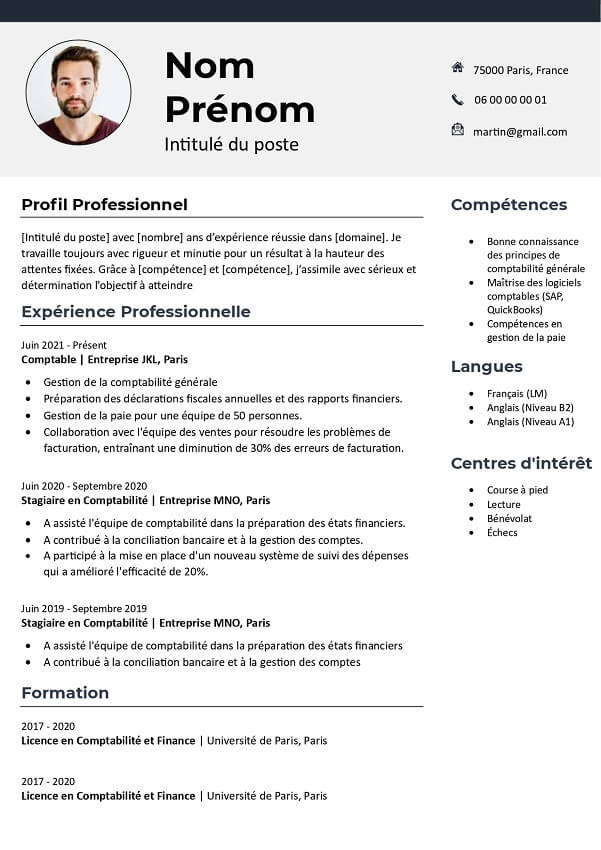 Nom
Prénom
Intitulé du poste
75000 Paris, France
06 00 00 00 01
martin@gmail.com
Profil Professionnel
[Intitulé du poste] avec [nombre] ans d’expérience réussie dans [domaine]. Je
travaille toujours avec rigueur et minutie pour un résultat à la hauteur des
attentes fixées. Grâce à [compétence] et [compétence], j’assimile avec sérieux et
détermination l’objectif à atteindre
Expérience Professionnelle
Juin 2021 - Présent
Comptable | Entreprise JKL, Paris
• Gestion de la comptabilité générale
• Préparation des déclarations fiscales annuelles et des rapports financiers.
• Gestion de la paie pour une équipe de 50 personnes.
• Collaboration avec l'équipe des ventes pour résoudre les problèmes de
facturation, entraînant une diminution de 30% des erreurs de facturation.
Juin 2020 - Septembre 2020
Stagiaire en Comptabilité | Entreprise MNO, Paris
• A assisté l'équipe de comptabilité dans la préparation des états financiers.
• A contribué à la conciliation bancaire et à la gestion des comptes.
• A participé à la mise en place d'un nouveau système de suivi des dépenses
qui a amélioré l'efficacité de 20%.
Juin 2019 - Septembre 2019
Stagiaire en Comptabilité | Entreprise MNO, Paris
• A assisté l'équipe de comptabilité dans la préparation des états financiers
• A contribué à la conciliation bancaire et à la gestion des comptes
Formation
2017 - 2020
Licence en Comptabilité et Finance | Université de Paris, Paris
2017 - 2020
Licence en Comptabilité et Finance | Université de Paris, Paris
Compétences
• Bonne connaissance
des principes de
comptabilité générale
• Maîtrise des logiciels
comptables (SAP,
QuickBooks)
• Compétences en
gestion de la paie
Langues
• Français (LM)
• Anglais (Niveau B2)
• Anglais (Niveau A1)
Centres d'intérêt
• Course à pied
• Lecture
• Bénévolat
• Échecs